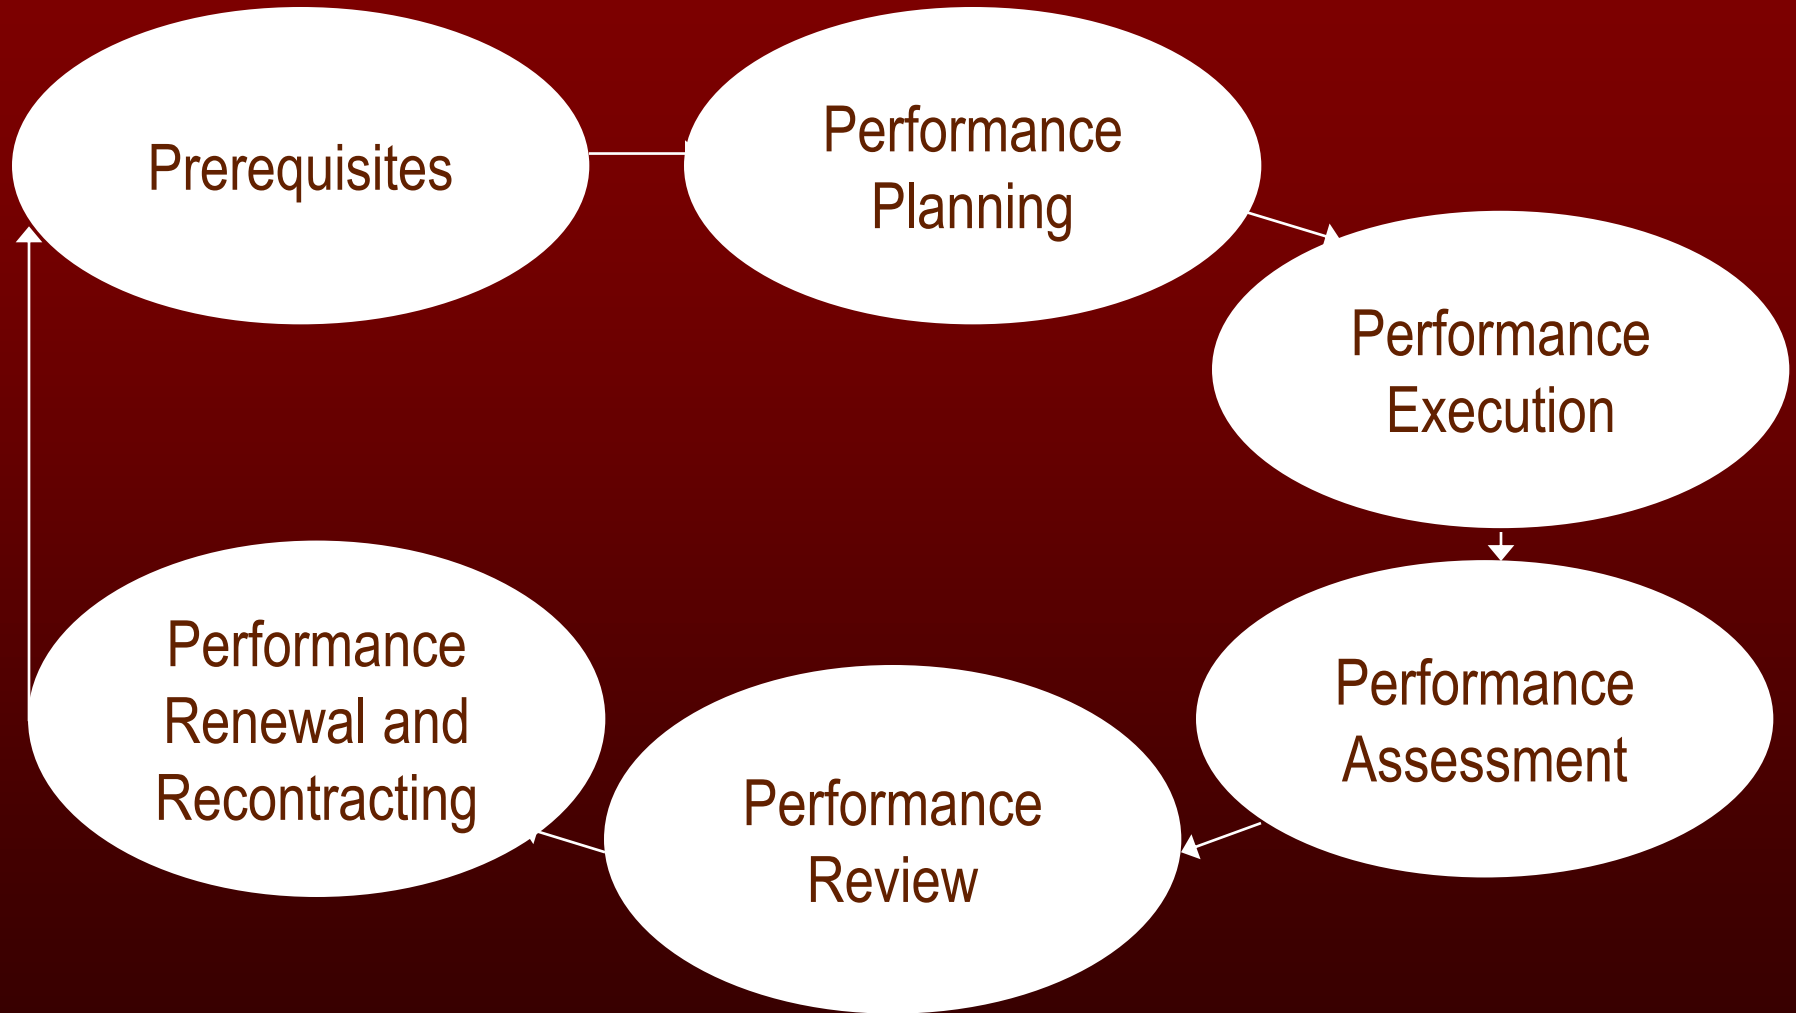 Prerequisites
Performance
Planning
Performance
Execution
Performance
Assessment
Performance
Review
Performance
Renewal and
Recontracting